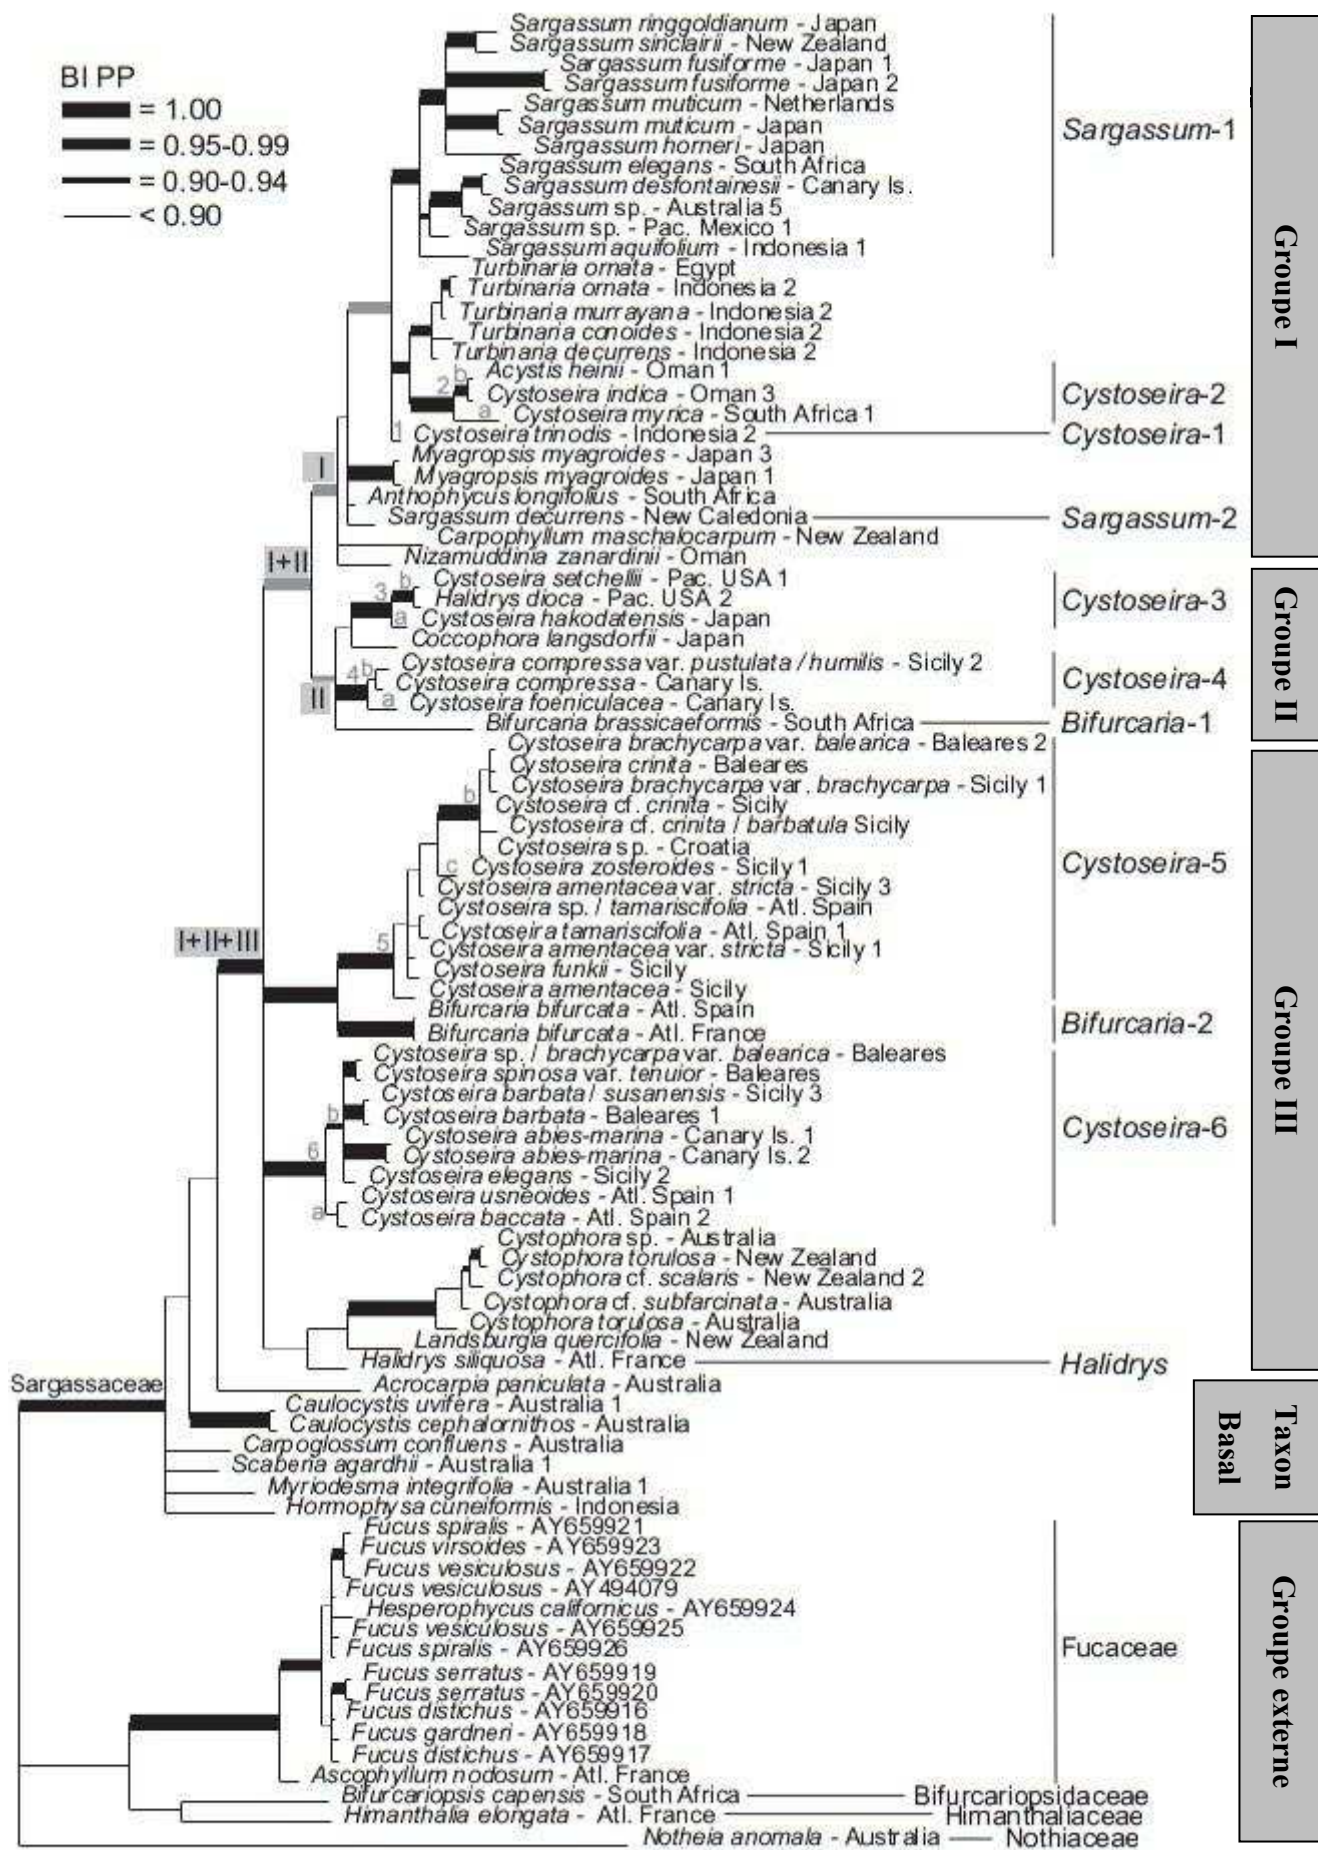 BI PP
= 1.00
= 0.95-0.99
= 0.90-0.94
< 0.90
Sargassum ringgoldianum - Japan
Sargassum sinclairii - New Zealand
Sargassum fusiforme - Japan 1
Sargassum fusiforme - Japan 2
Sargassum muticum - Netherlands
Sargassum muticum - Japan
Sargassum horneri - Japan
Sargassum elegans - South Africa
Sargassum desfontainesii - Canary Is.
Sargassum sp. - Australia 5
Sargassum sp. - Pac. Mexico 1
Sargassum aquifolium - Indonesia 1
Sargassum-1
Turbinaria ornata - Egypt
Turbinaria ornata - Indonesia 2
Turbinaria murrayana - Indonesia 2
Turbinaria conoides - Indonesia 2
Turbinaria decurrens - Indonesia 2
Acystis heinii - Oman 1
Cystoseira indica - Oman 3
Cystoseira myrica - South Africa 1
2
b
a
Cystoseira-2
1
Cystoseira trinodis - Indonesia 2
Cystoseira-1
Myagropsis myagroides - Japan 3
Myagropsis myagroides - Japan 1
Anthophycus longifolius - South Africa
Sargassum decurrens - New Caledonia
Sargassum-2
Carpophyllum maschalocarpum - New Zealand
Nizamuddinia zanardinii - Oman
I
Groupe I
I+II
Cystoseira setchellii - Pac. USA 1
Halidrys dioca - Pac. USA 2
Cystoseira hakodatensis - Japan
3
b
a
Cystoseira-3
Coccophora langsdorfii - Japan
Cystoseira compressa var. pustulata / humilis - Sicily 2
Cystoseira compressa - Canary Is.
Cystoseira foeniculacea - Canary Is.
4
b
a
Cystoseira-4
II
Bifurcaria brassicaeformis - South Africa
Bifurcaria-1
Groupe II
Cystoseira brachycarpa var. balearica - Baleares 2
Cystoseira crinita - Baleares
Cystoseira brachycarpa var. brachycarpa - Sicily 1
Cystoseira cf. crinita - Sicily
Cystoseira cf. crinita / barbatula Sicily
Cystoseira sp. - Croatia
Cystoseira zosteroides - Sicily 1
Cystoseira amentacea var. stricta - Sicily 3
Cystoseira sp. / tamariscifolia - Atl. Spain
Cystoseira tamariscifolia - Atl. Spain 1
Cystoseira amentacea var. stricta - Sicily 1
Cystoseira funkii - Sicily
Cystoseira amentacea - Sicily
b
c
5
Cystoseira-5
I+II+III
Bifurcaria bifurcata - Atl. Spain
Bifurcaria bifurcata - Atl. France
Bifurcaria-2
Cystoseira sp. / brachycarpa var. balearica - Baleares
Cystoseira spinosa var. tenuior - Baleares
Cystoseira barbata / susanensis - Sicily 3
Cystoseira barbata - Baleares 1
Cystoseira abies-marina - Canary Is. 1
Cystoseira abies-marina - Canary Is. 2
Cystoseira elegans - Sicily 2
Cystoseira usneoides - Atl. Spain 1
Cystoseira baccata - Atl. Spain 2
b
6
a
Cystoseira-6
Cystophora sp. - Australia
Cystophora torulosa - New Zealand
Cystophora cf. scalaris - New Zealand 2
Cystophora cf. subfarcinata - Australia
Cystophora torulosa - Australia
Landsburgia quercifolia - New Zealand
Halidrys siliquosa - Atl. France
Halidrys
Groupe III
Sargassaceae
Acrocarpia paniculata - Australia
Caulocystis uvifera - Australia 1
Caulocystis cephalornithos - Australia
Carpoglossum confluens - Australia
Scaberia agardhii - Australia 1
Myriodesma integrifolia - Australia 1
Hormophysa cuneiformis - Indonesia
Taxon
Basal
Fucus spiralis - AY659921
Fucus virsoides - AY659923
Fucus vesiculosus - AY659922
Fucus vesiculosus - AY494079
Hesperophycus californicus - AY659924
Fucus vesiculosus - AY659925
Fucus spiralis - AY659926
Fucus serratus - AY659919
Fucus serratus - AY659920
Fucus distichus - AY659916
Fucus gardneri - AY659918
Fucus distichus - AY659917
Ascophyllum nodosum - Atl. France
Fucaceae
Bifurcariopsis capensis - South Africa
Bifurcariopsidaceae
Himanthalia elongata - Atl. France
Himanthaliaceae
Notheia anomala - Australia
Nothiaceae
Groupe externe